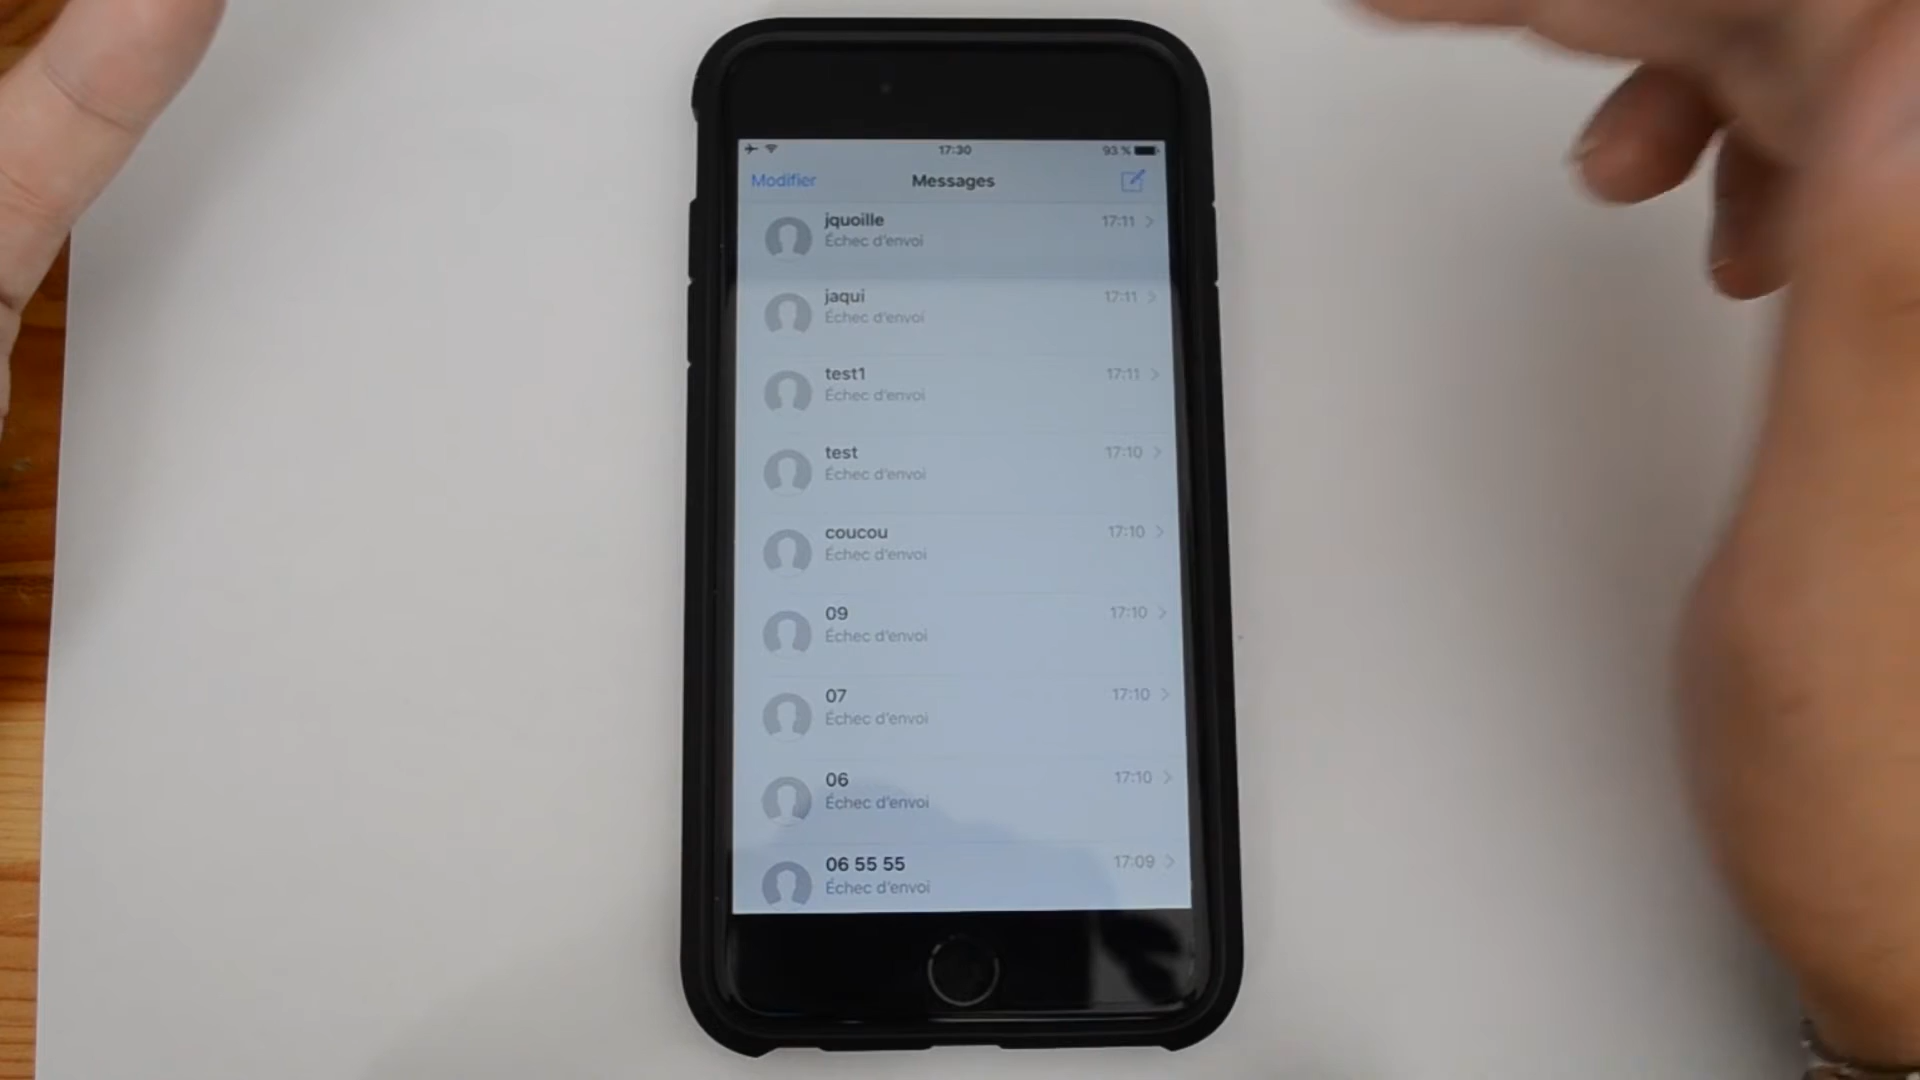 17:30 93 %
Modifier Messages
jquoille 17:11
Échec d'envoi
jaqui 17:11
Échec d'envoi
test1 17:11
Échec d'envoi
test 17:10
Échec d'envoi
coucou 17:10
Échec d'envoi
09 17:10
Échec d'envoi
07 17:10
Échec d'envoi
06 17:10
Échec d'envoi
06 55 55 17:09
Échec d'envoi